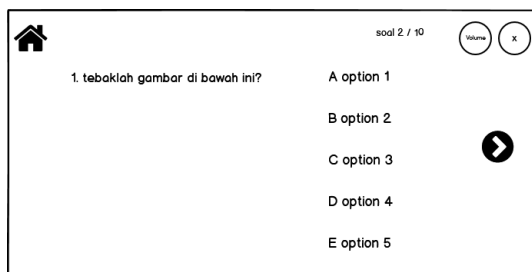 soal 2 / 10
Volume
X
1. tebaklah gambar di bawah ini?
A option 1
B option 2
C option 3
D option 4
E option 5